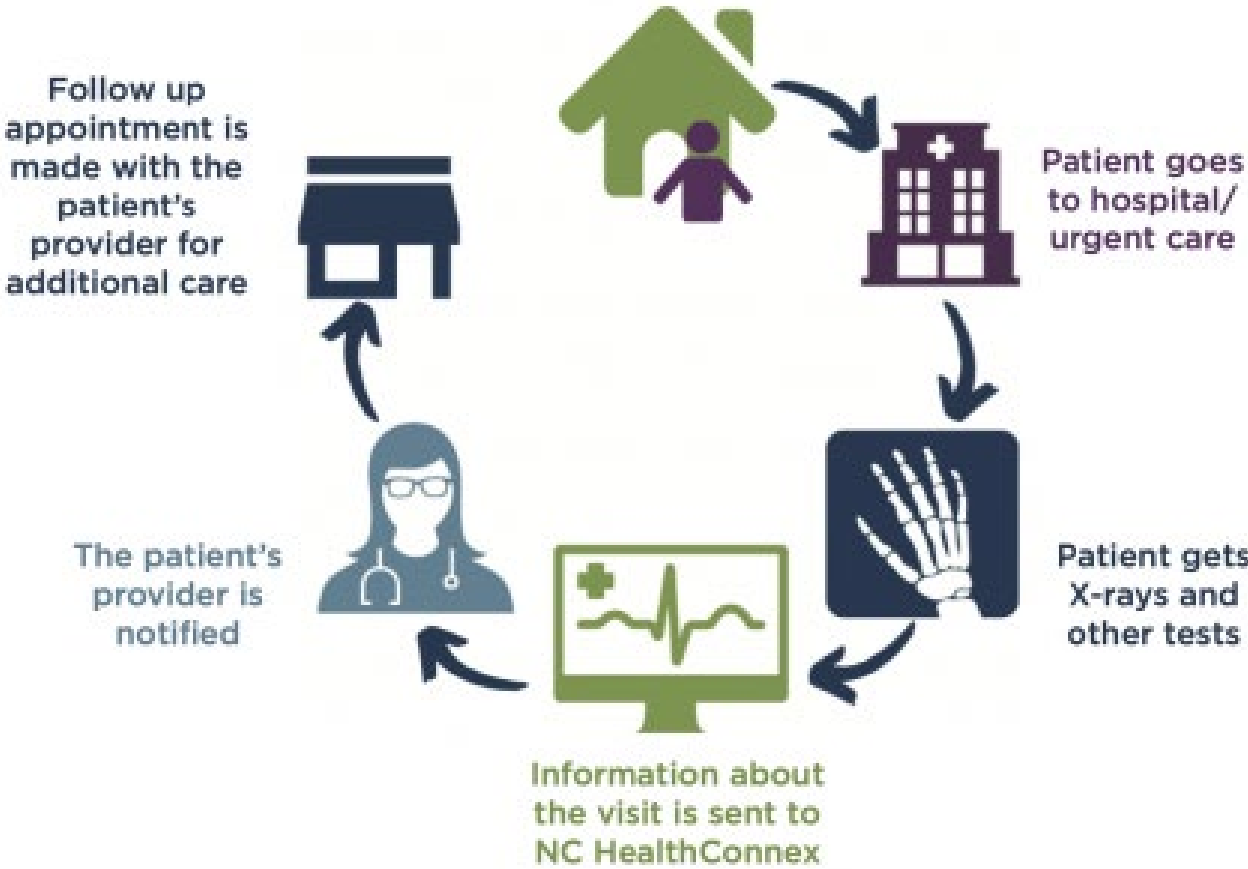 Patient goes
to hospital/
urgent care
Patient gets
X-rays and
other tests
Information about
the visit is sent to
NC HealthConnex
The patient's
provider is
notified
Follow up
appointment is
made with the
patient's
provider for
additional care